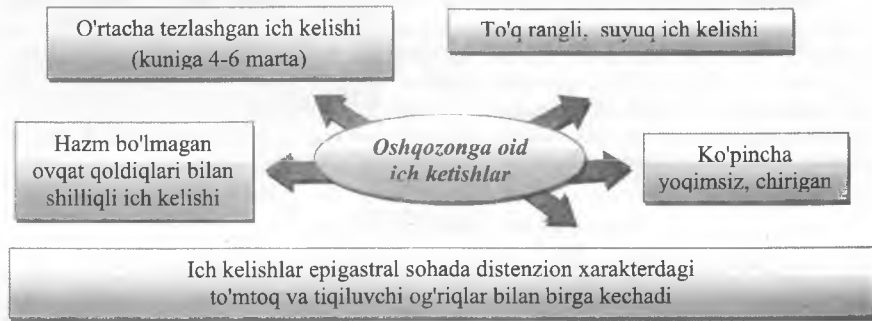 O'rtacha tezlashgan ich kelishi
(kuniga 4-6 marta)
To'q rangli, suyuq ich kelishi
Hazm bo'lmagan
ovqat qoldiqlari bilan
shilliqli ich kelishi
Oshqozonga oid
ich ketishlar
Ko'pincha
yoqimsiz, chirigan
Ich kelishlar epigastral sohada distenzion xarakterdagi
to'mtoq va tiqiluvchi og'riqlar bilan birga kechadi